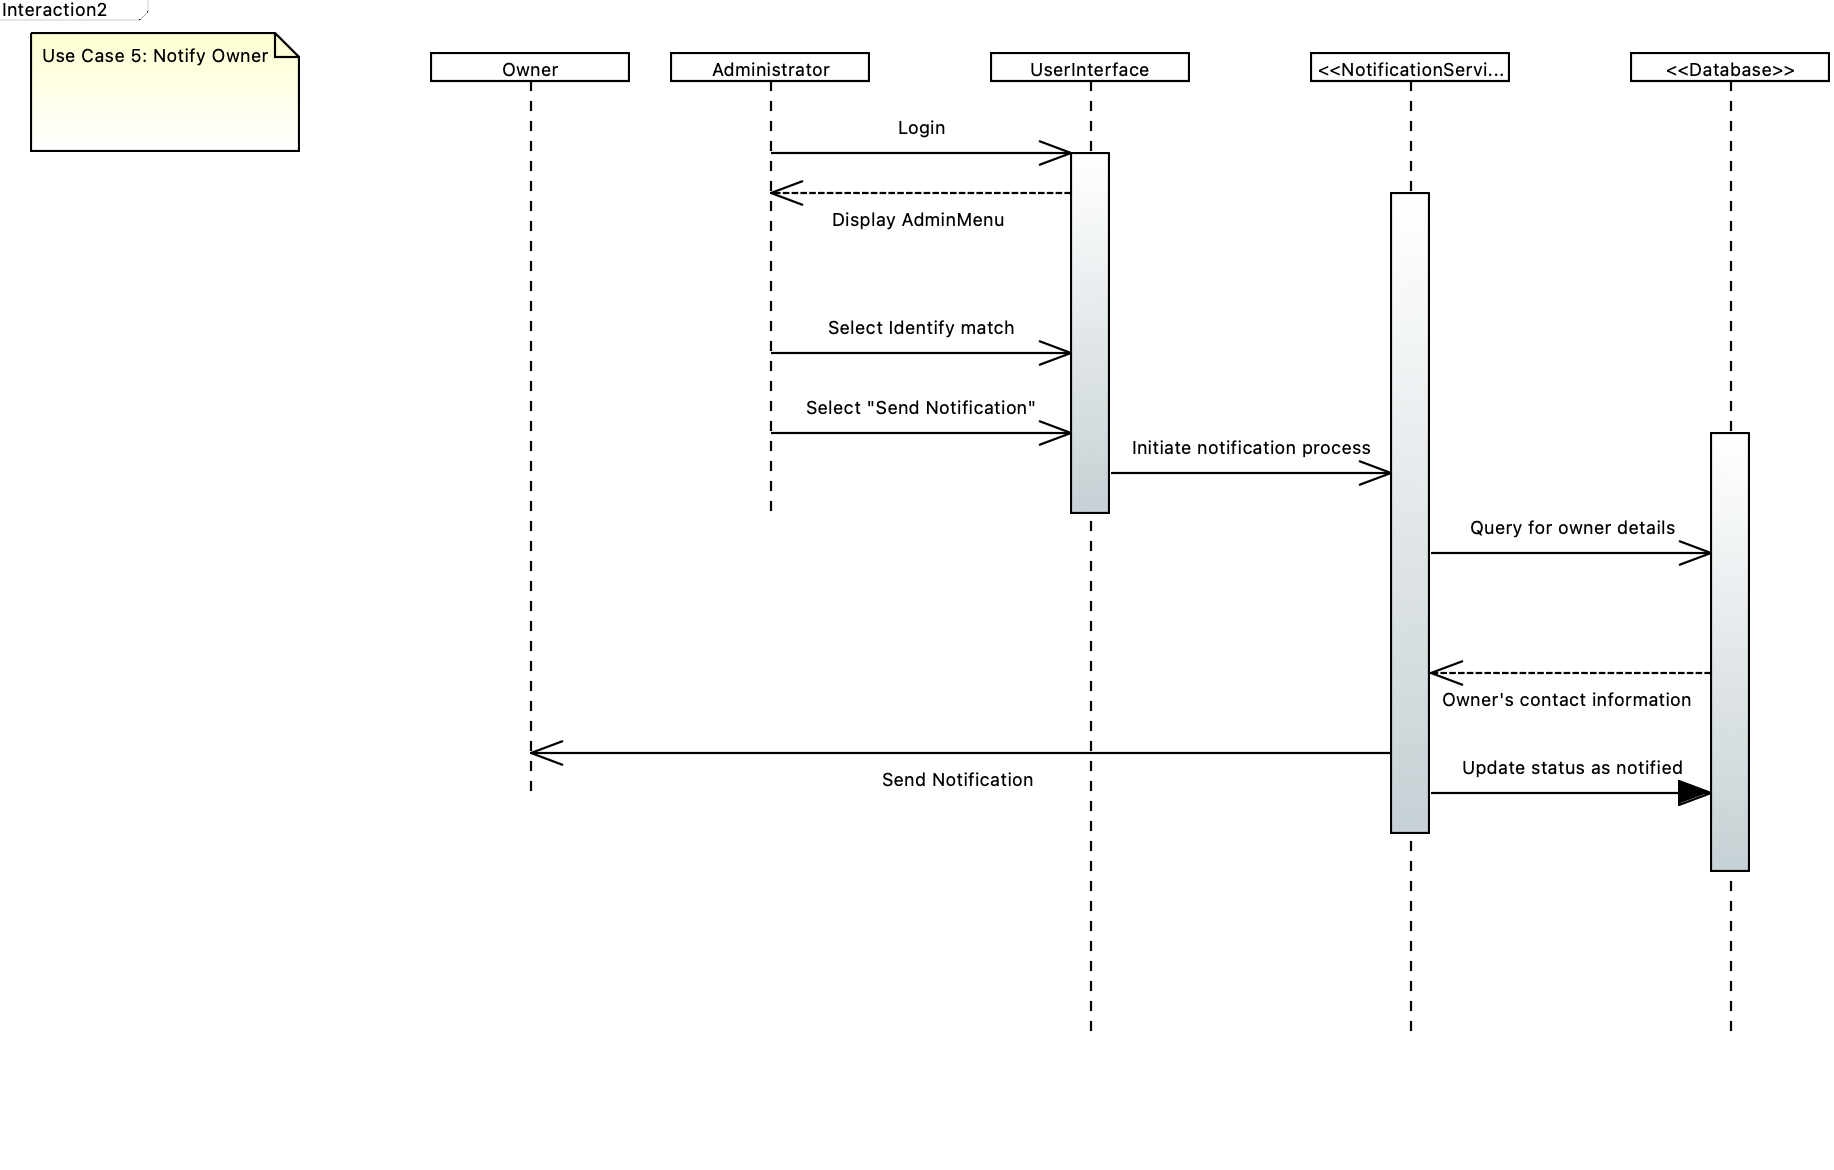 Interaction2
Use Case 5: Notify Owner
Owner
Administrator
UserInterface
<<NotificationServi...
<<Database>>
Login
Display AdminMenu
Select Identify match
Select "Send Notification"
Initiate notification process
Query for owner details
Owner's contact information
Update status as notified
Send Notification